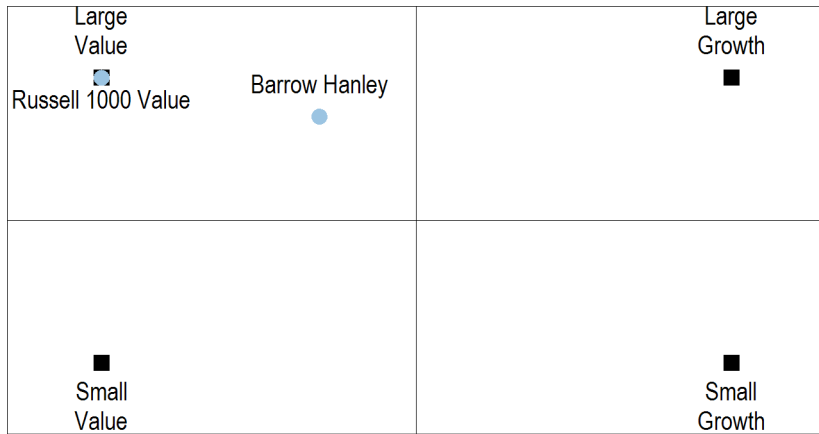 Large
Value
Large
Growth
Russell 1000 Value
Barrow Hanley
Small
Value
Small
Growth